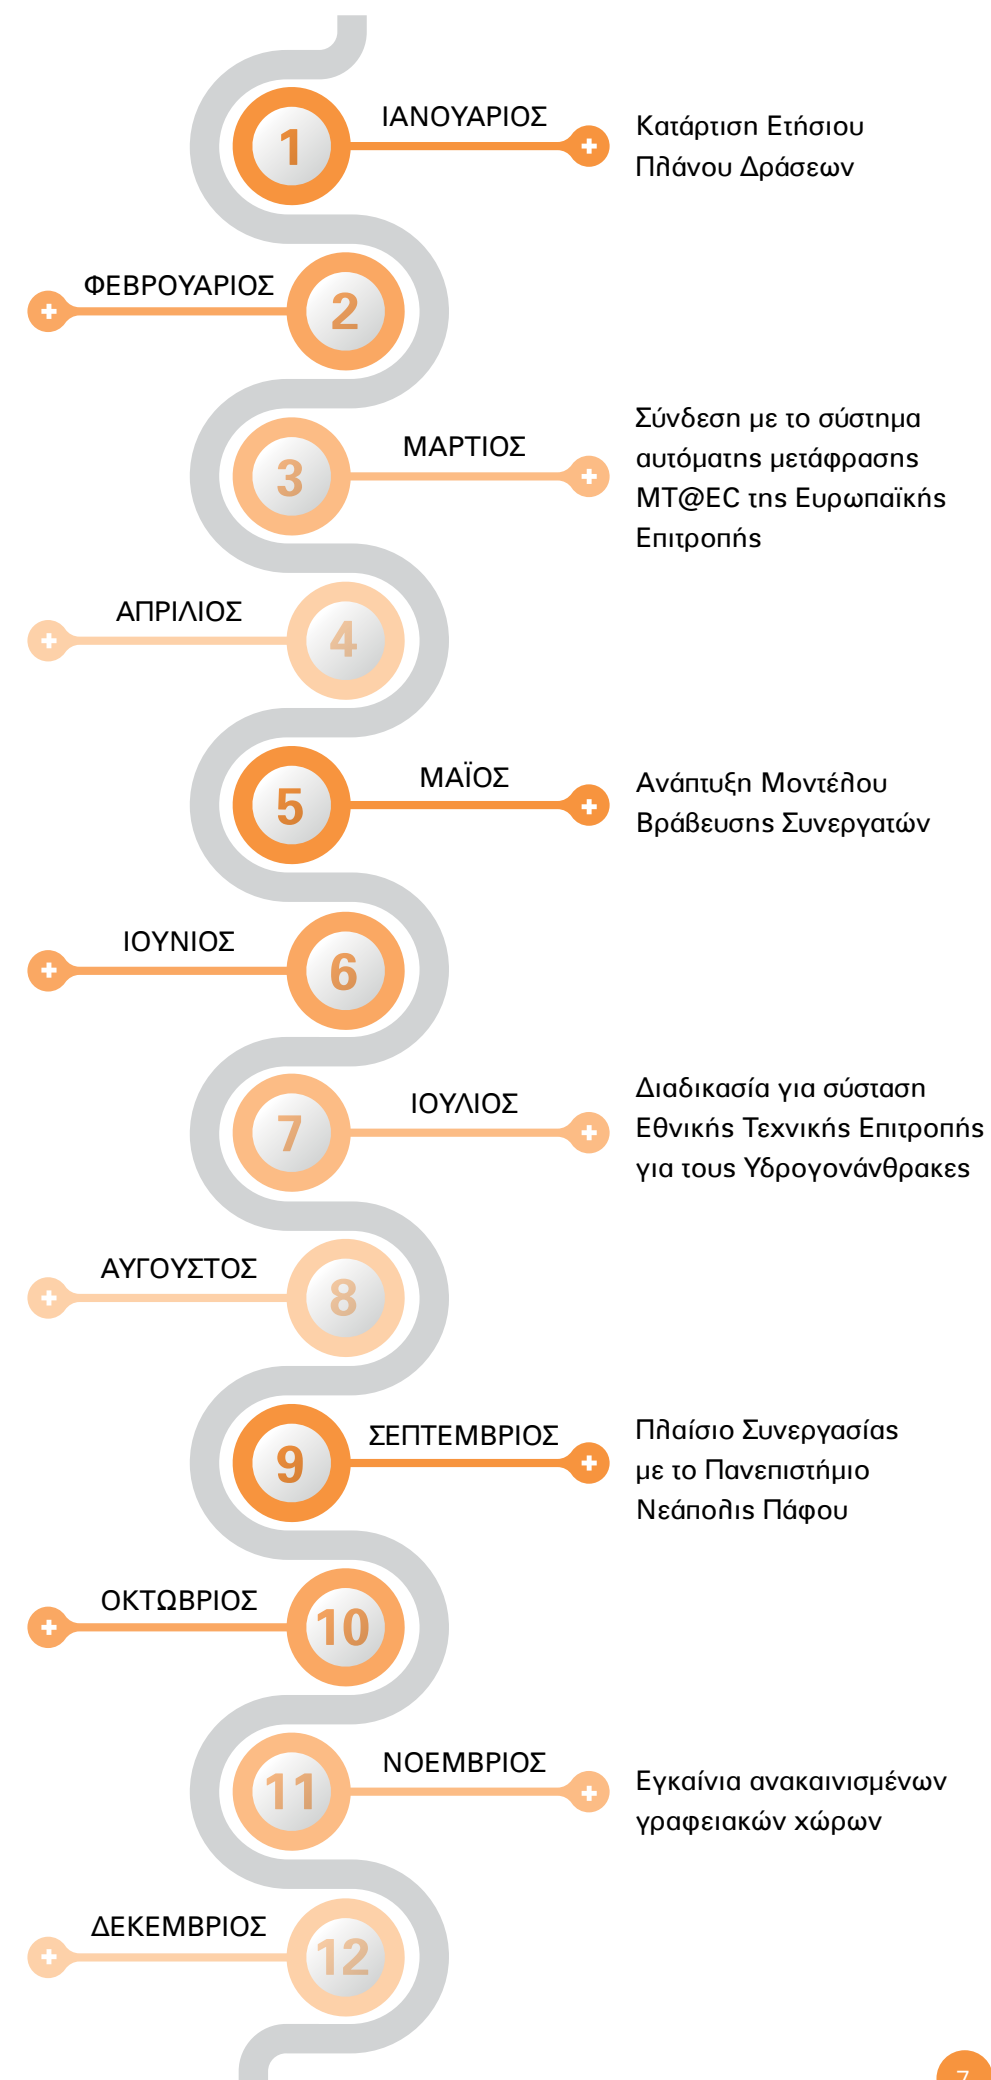 1
ΙΑΝΟΥΑΡΙΟΣ
Κατάρτιση Ετήσιου
Πλάνου Δράσεων
ΦΕΒΡΟΥΑΡΙΟΣ
2
3
ΜΑΡΤΙΟΣ
Σύνδεση με το σύστημα
αυτόματης μετάφρασης
MT@EC της Ευρωπαϊκής
Επιτροπής
ΑΠΡΙΛΙΟΣ
4
5
ΜΑΪΟΣ
Ανάπτυξη Μοντέλου
Βράβευσης Συνεργατών
ΙΟΥΝΙΟΣ
6
7
ΙΟΥΛΙΟΣ
Διαδικασία για σύσταση
Εθνικής Τεχνικής Επιτροπής
για τους Υδρογονάνθρακες
ΑΥΓΟΥΣΤΟΣ
8
9
ΣΕΠΤΕΜΒΡΙΟΣ
Πλαίσιο Συνεργασίας
με το Πανεπιστήμιο
Νεάπολις Πάφου
ΟΚΤΩΒΡΙΟΣ
10
11
ΝΟΕΜΒΡΙΟΣ
Εγκαίνια ανακαινισμένων
γραφειακών χώρων
ΔΕΚΕΜΒΡΙΟΣ
12
7